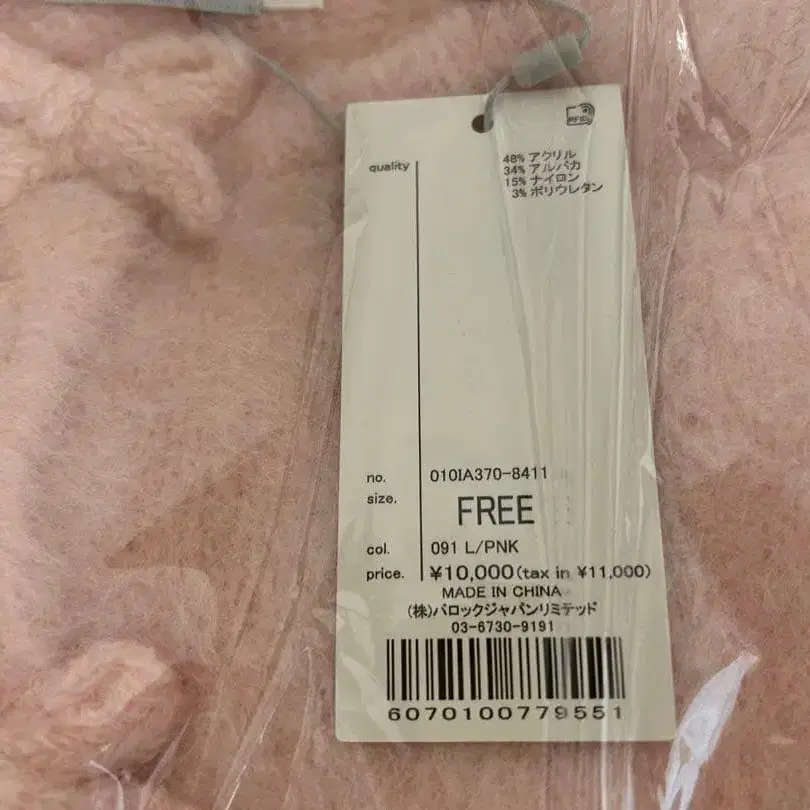 RFID
quality
48% アクリル
34% アルパカ
15% ナイロン
3% ポリウレタン
no. 010IA370-8411
size. FREE
col. 091 L/PNK
price. ¥10,000(tax in ¥11,000)
MADE IN CHINA
(株)バロックジャパンリミテッド
03-6730-9191
6070100779551